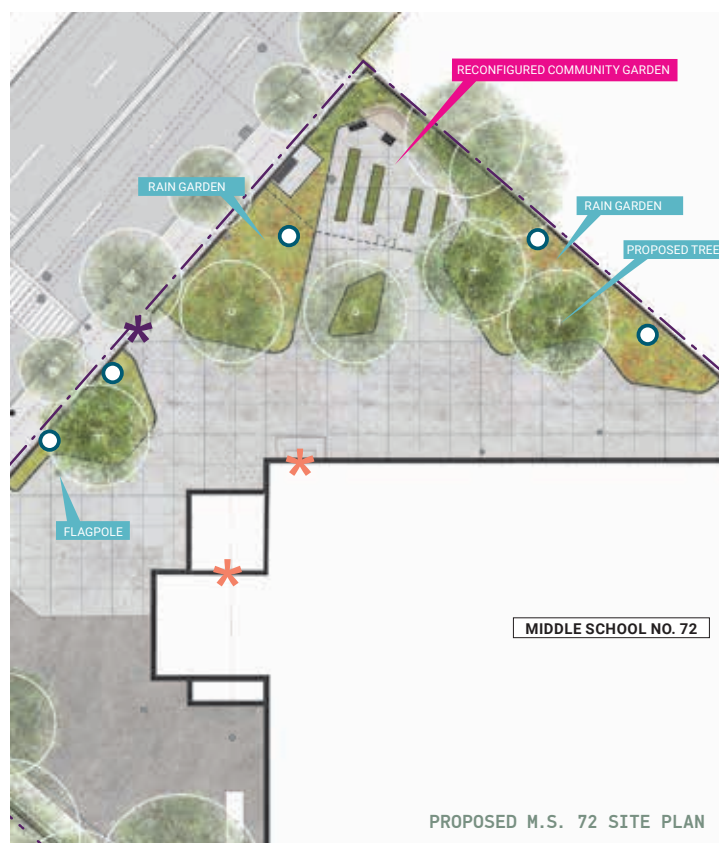 RECONFIGURED COMMUNITY GARDEN
RAIN GARDEN
RAIN GARDEN
PROPOSED TREE
FLAGPOLE
MIDDLE SCHOOL NO. 72
PROPOSED M.S. 72 SITE PLAN